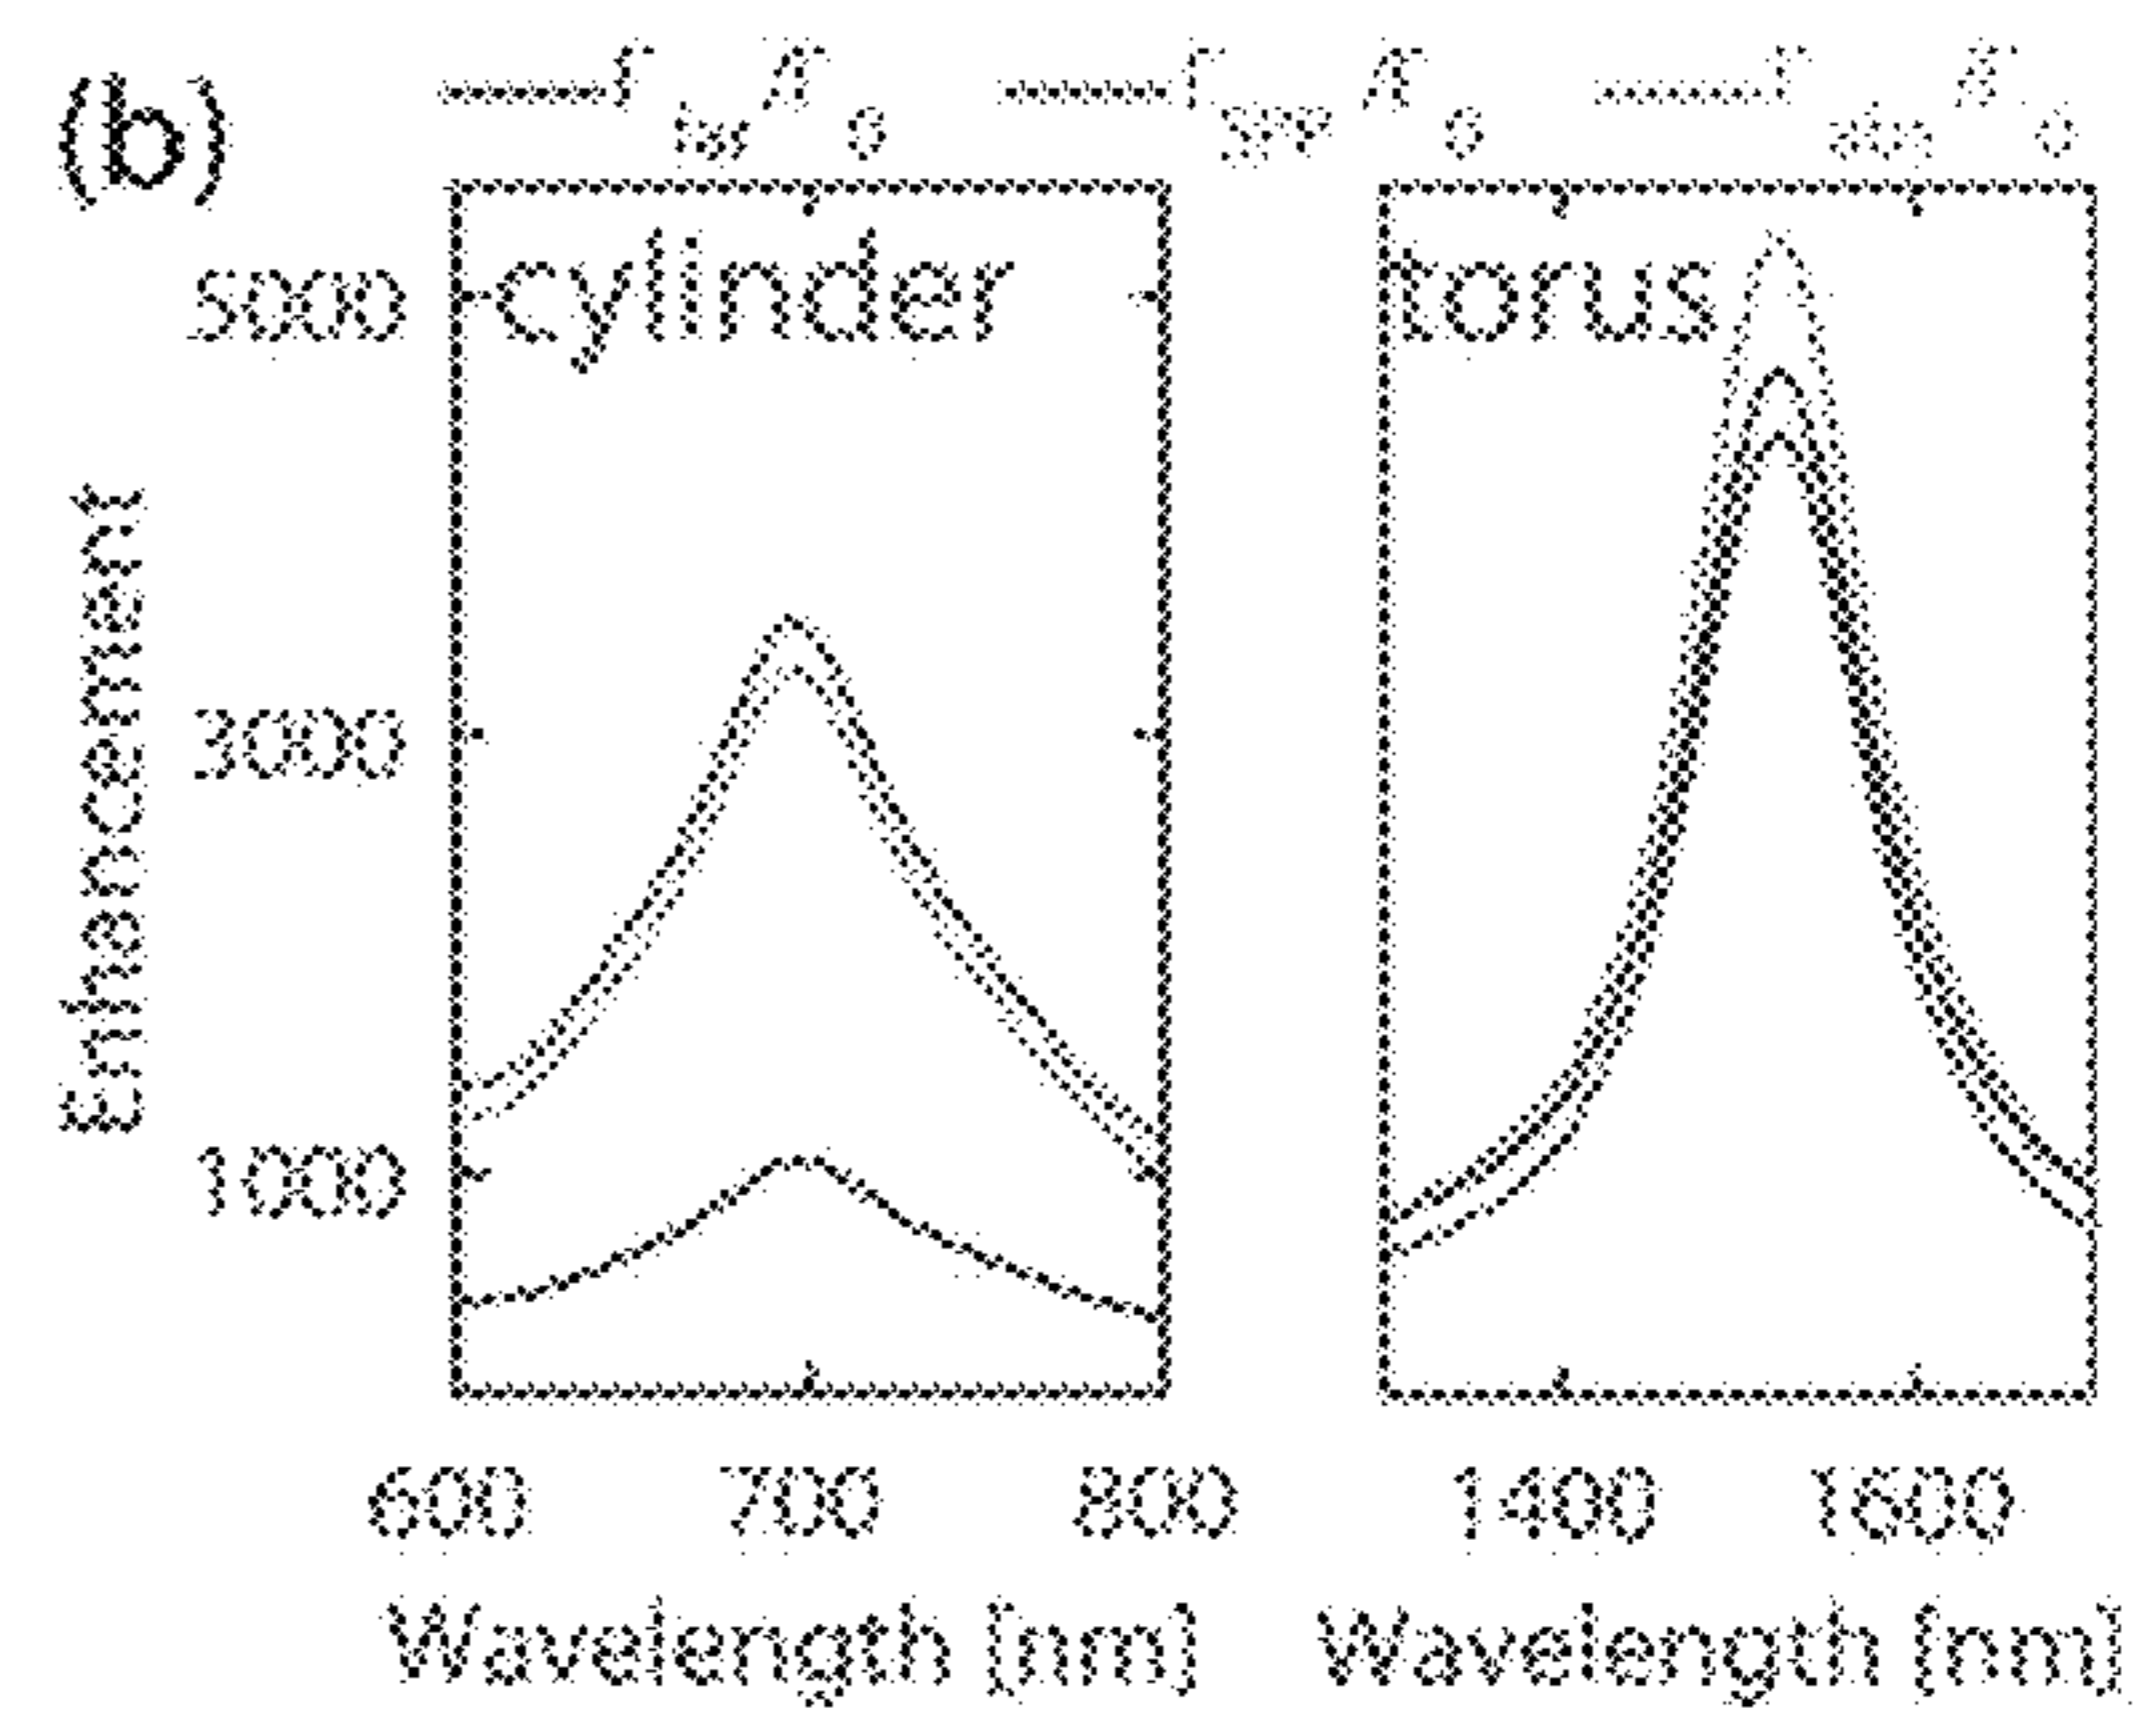 (b)
5000 cylinder torus
3000
1000
Enhancement
600 700 800 1400 1600
Wavelength [nm] Wavelength [nm]